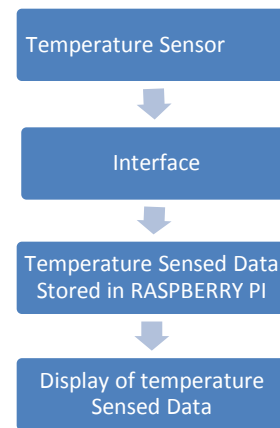 Temperature Sensor
Interface
Temperature Sensed Data
Stored in RASPBERRY PI
Display of temperature
Sensed Data